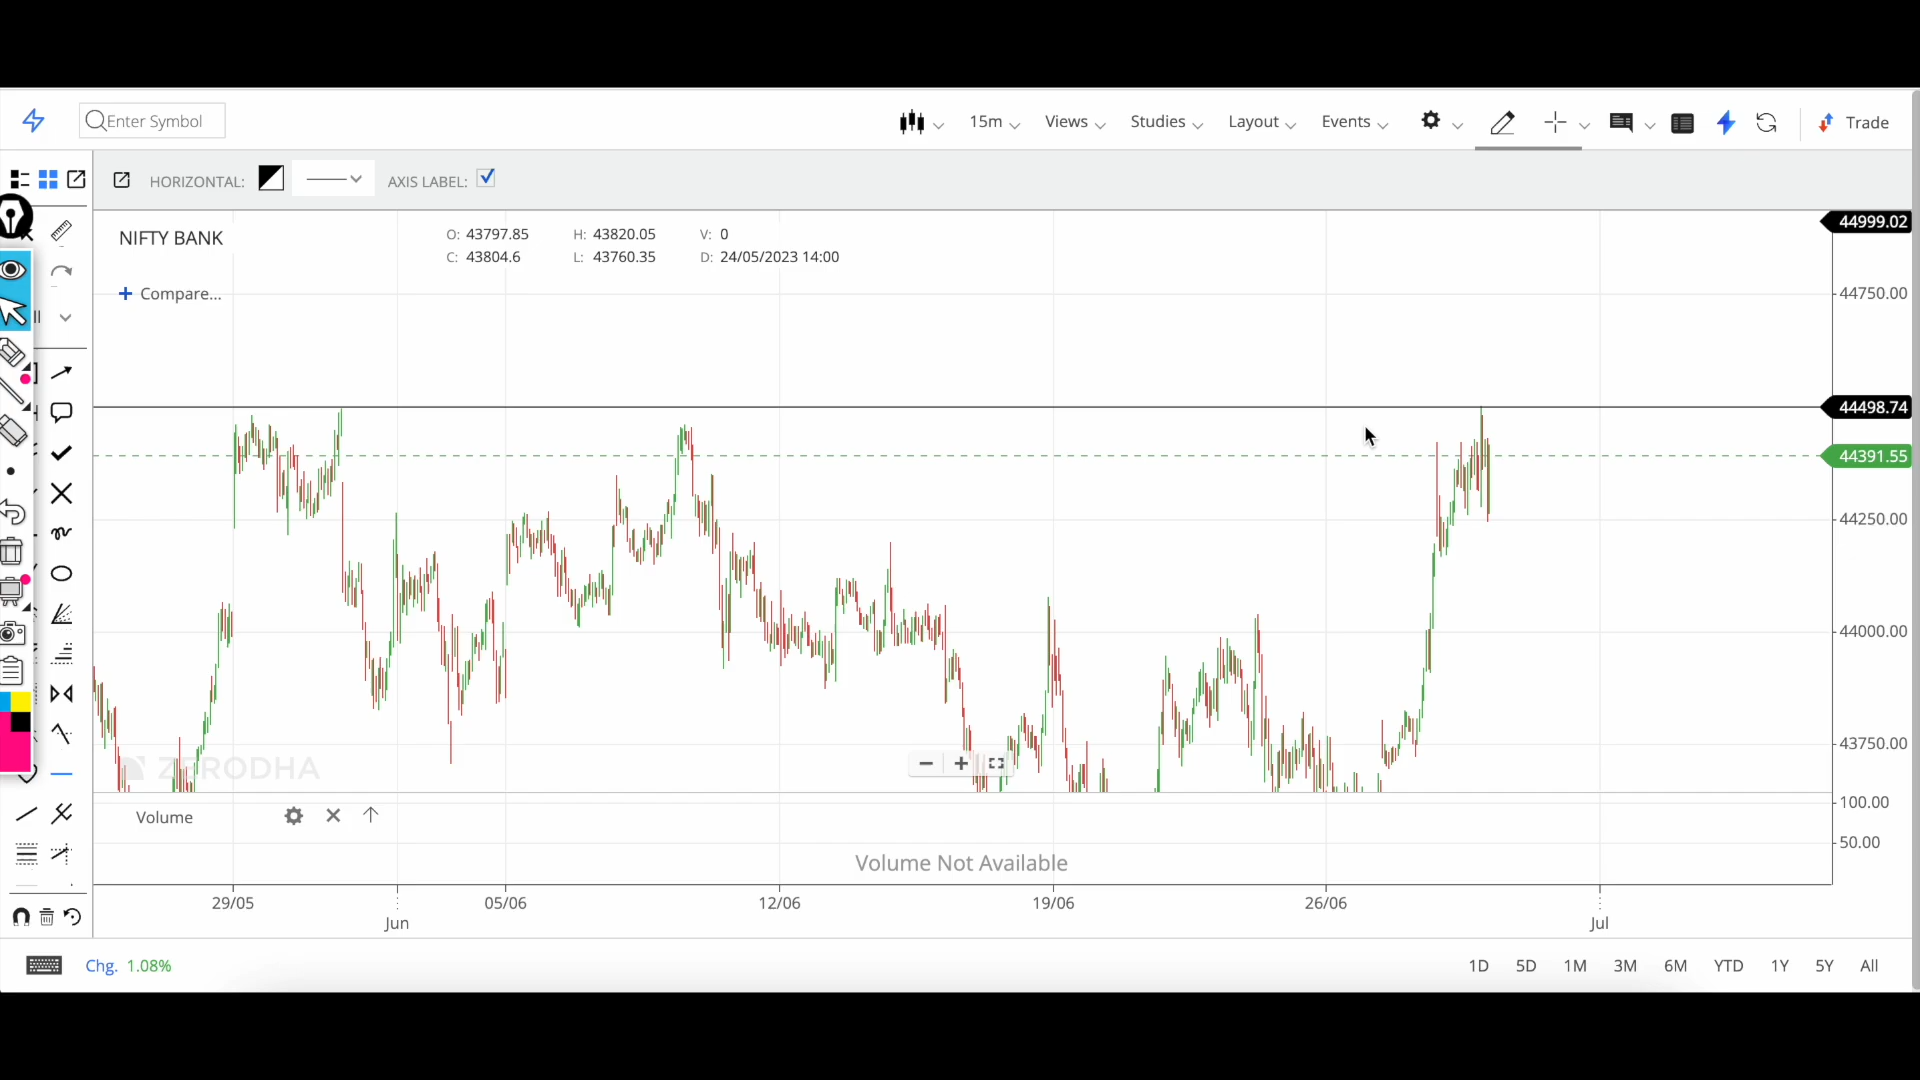 Enter Symbol
15m
Views
Studies
Layout
Events
Trade
HORIZONTAL:
AXIS LABEL:
NIFTY BANK
O: 43797.85 H: 43820.05 V: 0
C: 43804.6 L: 43760.35 D: 24/05/2023 14:00
+ Compare...
44999.02
44750.00
44498.74
44391.55
44250.00
44000.00
43750.00
ZERODHA
Volume
100.00
50.00
Volume Not Available
29/05 05/06 12/06 19/06 26/06
Jun Jul
Chg. 1.08%
1D 5D 1M 3M 6M YTD 1Y 5Y All